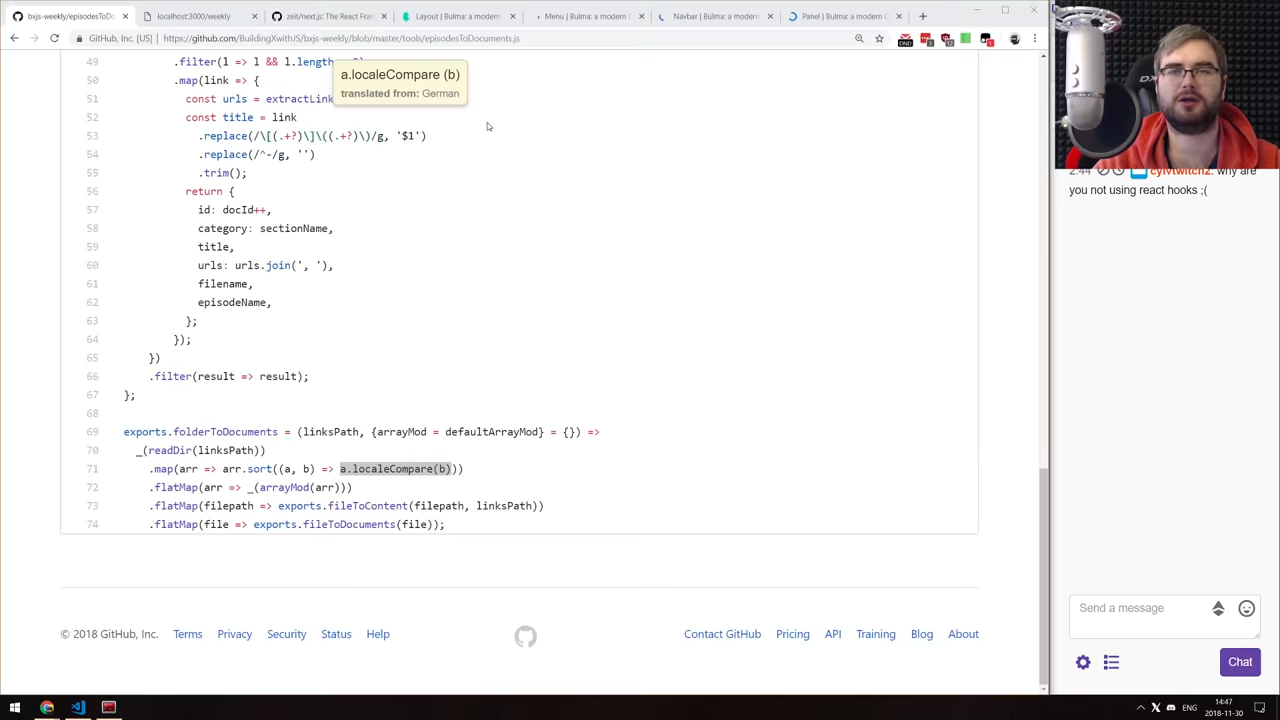 bxjs-weekly/episodesToDo
localhost:3000/weekly
zeit/next.js: The React Fra
Layout | Bulma: a modern
Menu | Bulma: a modern
Navbar | Bulma: a modern
GitHub, Inc. [US] | https://github.com/BuildingXwithJS/bxjs-weekly/blob/master/tools/episodesToDocuments.js
49 .filter(l => l && l.length
50 .map(link => {
51 const urls = extractLink
52 const title = link
53 .replace(/\[(.+?)\]\((.+?)\)/g, '$1')
54 .replace(/^-/g, '')
55 .trim();
56 return {
57 id: docId++,
58 category: sectionName,
59 title,
60 urls: urls.join(', '),
61 filename,
62 episodeName,
63 };
64 });
65 })
66 .filter(result => result);
67 };
68
69 exports.folderToDocuments = (linksPath, {arrayMod = defaultArrayMod} = {}) =>
70 _(readDir(linksPath))
71 .map(arr => arr.sort((a, b) => a.localeCompare(b)))
72 .flatMap(arr => _(arrayMod(arr)))
73 .flatMap(filepath => exports.fileToContent(filepath, linksPath))
74 .flatMap(file => exports.fileToDocuments(file));
a.localeCompare (b)
translated from: German
© 2018 GitHub, Inc.
Terms
Privacy
Security
Status
Help
Contact GitHub
Pricing
API
Training
Blog
About
2:44 cylvtwitch2: why are
you not using react hooks ;(
Send a message
Chat
ENG
14:47
2018-11-30